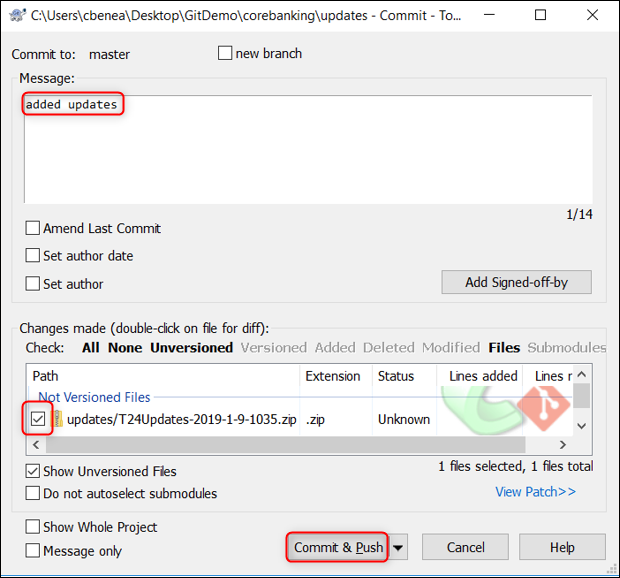 C:\Users\cbenea\Desktop\GitDemo\corebanking\updates - Commit - To...
Commit to: master new branch
Message:
added updates
1/14
Amend Last Commit
Set author date
Set author
Add Signed-off-by
Changes made (double-click on file for diff):
Check: All None Unversioned Versioned Added Deleted Modified Files Submodules
Path Extension Status Lines added Lines r
Not Versioned Files
updates/T24Updates-2019-1-9-1035.zip .zip Unknown
Show Unversioned Files
1 files selected, 1 files total
Do not autoselect submodules
View Patch>>
Show Whole Project
Message only
Commit & Push Cancel Help